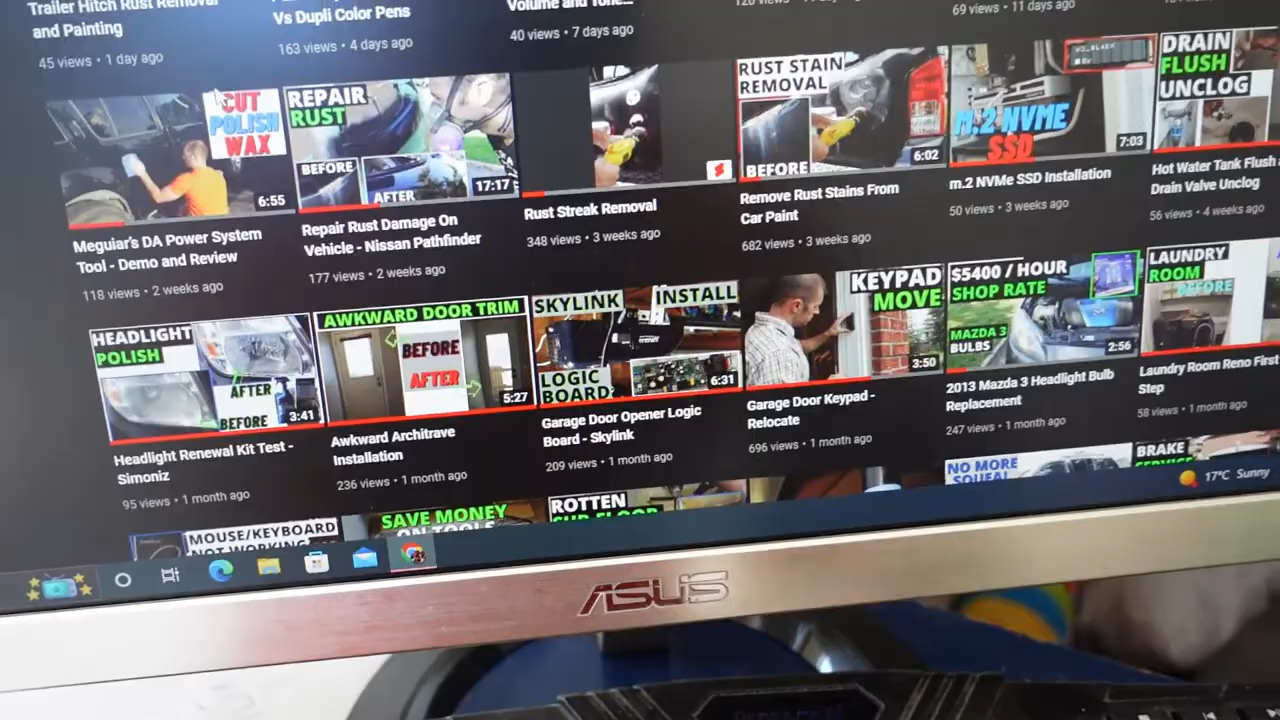 Trailer Hitch Rust Removal
and Painting
45 views • 1 day ago
Vs Dupli Color Pens
163 views • 4 days ago
Volume and Tone...
40 views • 7 days ago
69 views • 11 days ago
CUT
POLISH
WAX
6:55
Meguiar's DA Power System
Tool - Demo and Review
118 views • 2 weeks ago
REPAIR
RUST
BEFORE
AFTER
17:17
Repair Rust Damage On
Vehicle - Nissan Pathfinder
177 views • 2 weeks ago
Rust Streak Removal
348 views • 3 weeks ago
RUST STAIN
REMOVAL
BEFORE
6:02
Remove Rust Stains From
Car Paint
682 views • 3 weeks ago
M.2 NVME
SSD
7:03
m.2 NVMe SSD Installation
50 views • 3 weeks ago
DRAIN
FLUSH
UNCLOG
Hot Water Tank Flush
Drain Valve Unclog
56 views • 4 weeks ago
HEADLIGHT
POLISH
AFTER
BEFORE
3:41
Headlight Renewal Kit Test -
Simoniz
95 views • 1 month ago
AWKWARD DOOR TRIM
BEFORE
AFTER
5:27
Awkward Architrave
Installation
236 views • 1 month ago
SKYLINK INSTALL
LOGIC
BOARD
6:31
Garage Door Opener Logic
Board - Skylink
209 views • 1 month ago
KEYPAD
MOVE
3:50
Garage Door Keypad -
Relocate
696 views • 1 month ago
$5400 / HOUR
SHOP RATE
MAZDA 3
BULBS
2:56
2013 Mazda 3 Headlight Bulb
Replacement
247 views • 1 month ago
LAUNDRY
ROOM
BEFORE
Laundry Room Reno First
Step
58 views • 1 month ago
MOUSE/KEYBOARD
NOT WORKING
SAVE MONEY
ON TOOLS
ROTTEN
SUB FLOOR
NO MORE
SQUEAL
BRAKE
SERVICE
17°C Sunny
ASUS